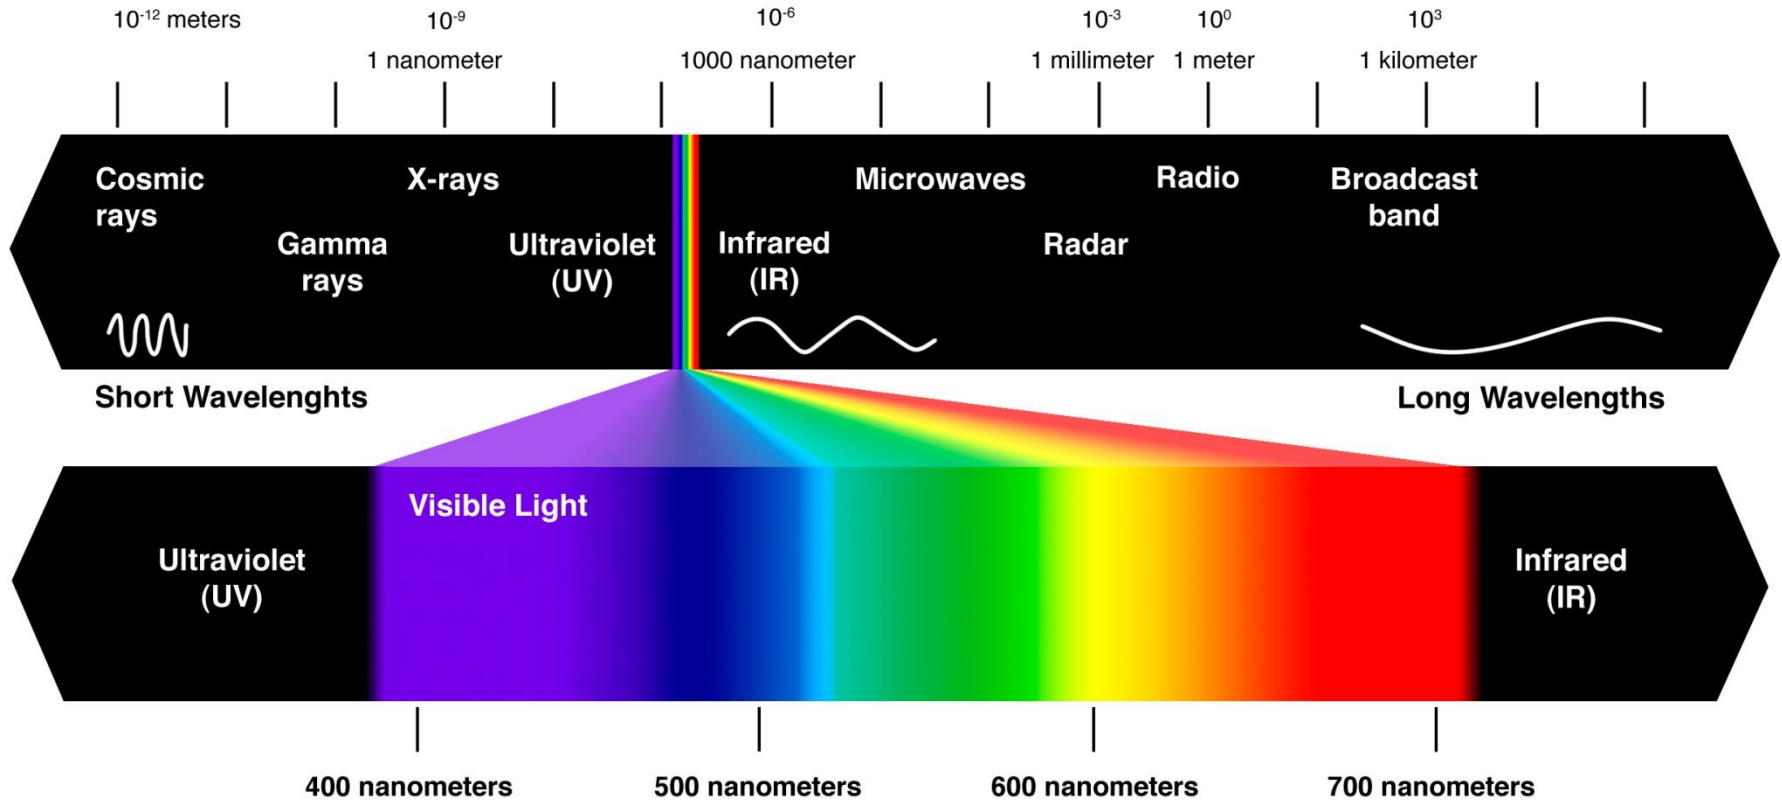 10⁻¹² meters 10⁻⁹ 10⁻⁶ 10⁻³ 10⁰ 10³
1 nanometer 1000 nanometer 1 millimeter 1 meter 1 kilometer
Cosmic
rays
X-rays
Microwaves
Radio
Broadcast
band
Gamma
rays
Ultraviolet
(UV)
Infrared
(IR)
Radar
Short Wavelenghts
Long Wavelengths
Visible Light
Ultraviolet
(UV)
Infrared
(IR)
400 nanometers 500 nanometers 600 nanometers 700 nanometers